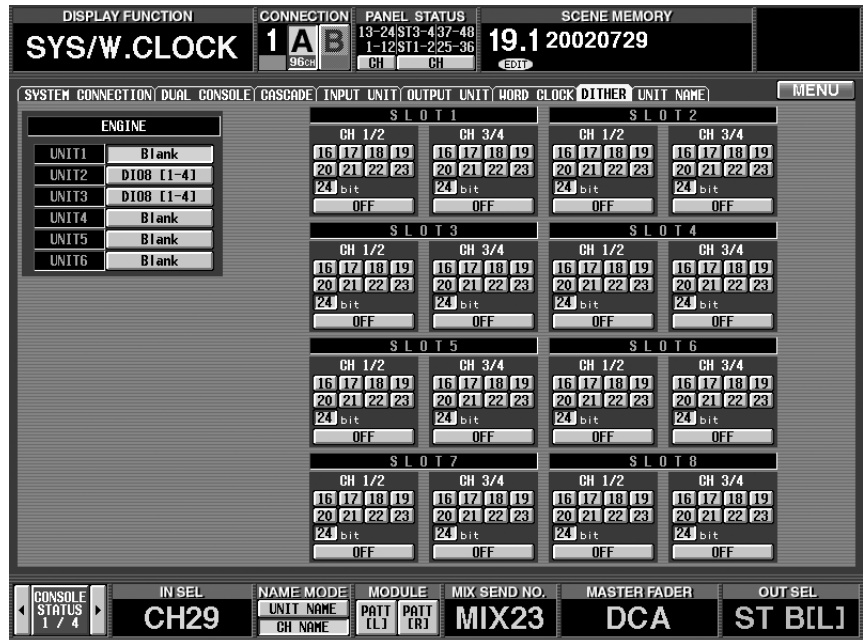 DISPLAY FUNCTION
SYS/W.CLOCK
CONNECTION
1 A B
96CH
PANEL STATUS
13-24 ST3-4 37-48
1-12 ST1-2 25-36
CH CH
SCENE MEMORY
19.1 20020729
EDIT
SYSTEM CONNECTION DUAL CONSOLE CASCADE INPUT UNIT OUTPUT UNIT WORD CLOCK DITHER UNIT NAME MENU
ENGINE
UNIT1 Blank
UNIT2 DIO8 [1-4]
UNIT3 DIO8 [1-4]
UNIT4 Blank
UNIT5 Blank
UNIT6 Blank
SLOT1 SLOT2
CH 1/2 CH 3/4 CH 1/2 CH 3/4
16 17 18 19 16 17 18 19 16 17 18 19 16 17 18 19
20 21 22 23 20 21 22 23 20 21 22 23 20 21 22 23
24 bit 24 bit 24 bit 24 bit
OFF OFF OFF OFF
SLOT3 SLOT4
CH 1/2 CH 3/4 CH 1/2 CH 3/4
16 17 18 19 16 17 18 19 16 17 18 19 16 17 18 19
20 21 22 23 20 21 22 23 20 21 22 23 20 21 22 23
24 bit 24 bit 24 bit 24 bit
OFF OFF OFF OFF
SLOT5 SLOT6
CH 1/2 CH 3/4 CH 1/2 CH 3/4
16 17 18 19 16 17 18 19 16 17 18 19 16 17 18 19
20 21 22 23 20 21 22 23 20 21 22 23 20 21 22 23
24 bit 24 bit 24 bit 24 bit
OFF OFF OFF OFF
SLOT7 SLOT8
CH 1/2 CH 3/4 CH 1/2 CH 3/4
16 17 18 19 16 17 18 19 16 17 18 19 16 17 18 19
20 21 22 23 20 21 22 23 20 21 22 23 20 21 22 23
24 bit 24 bit 24 bit 24 bit
OFF OFF OFF OFF
CONSOLE
STATUS
1 / 4
IN SEL
CH29
NAME MODE
UNIT NAME
CH NAME
MODULE
PATT [L] PATT [R]
MIX SEND NO.
MIX23
MASTER FADER
DCA
OUT SEL
ST B[L]